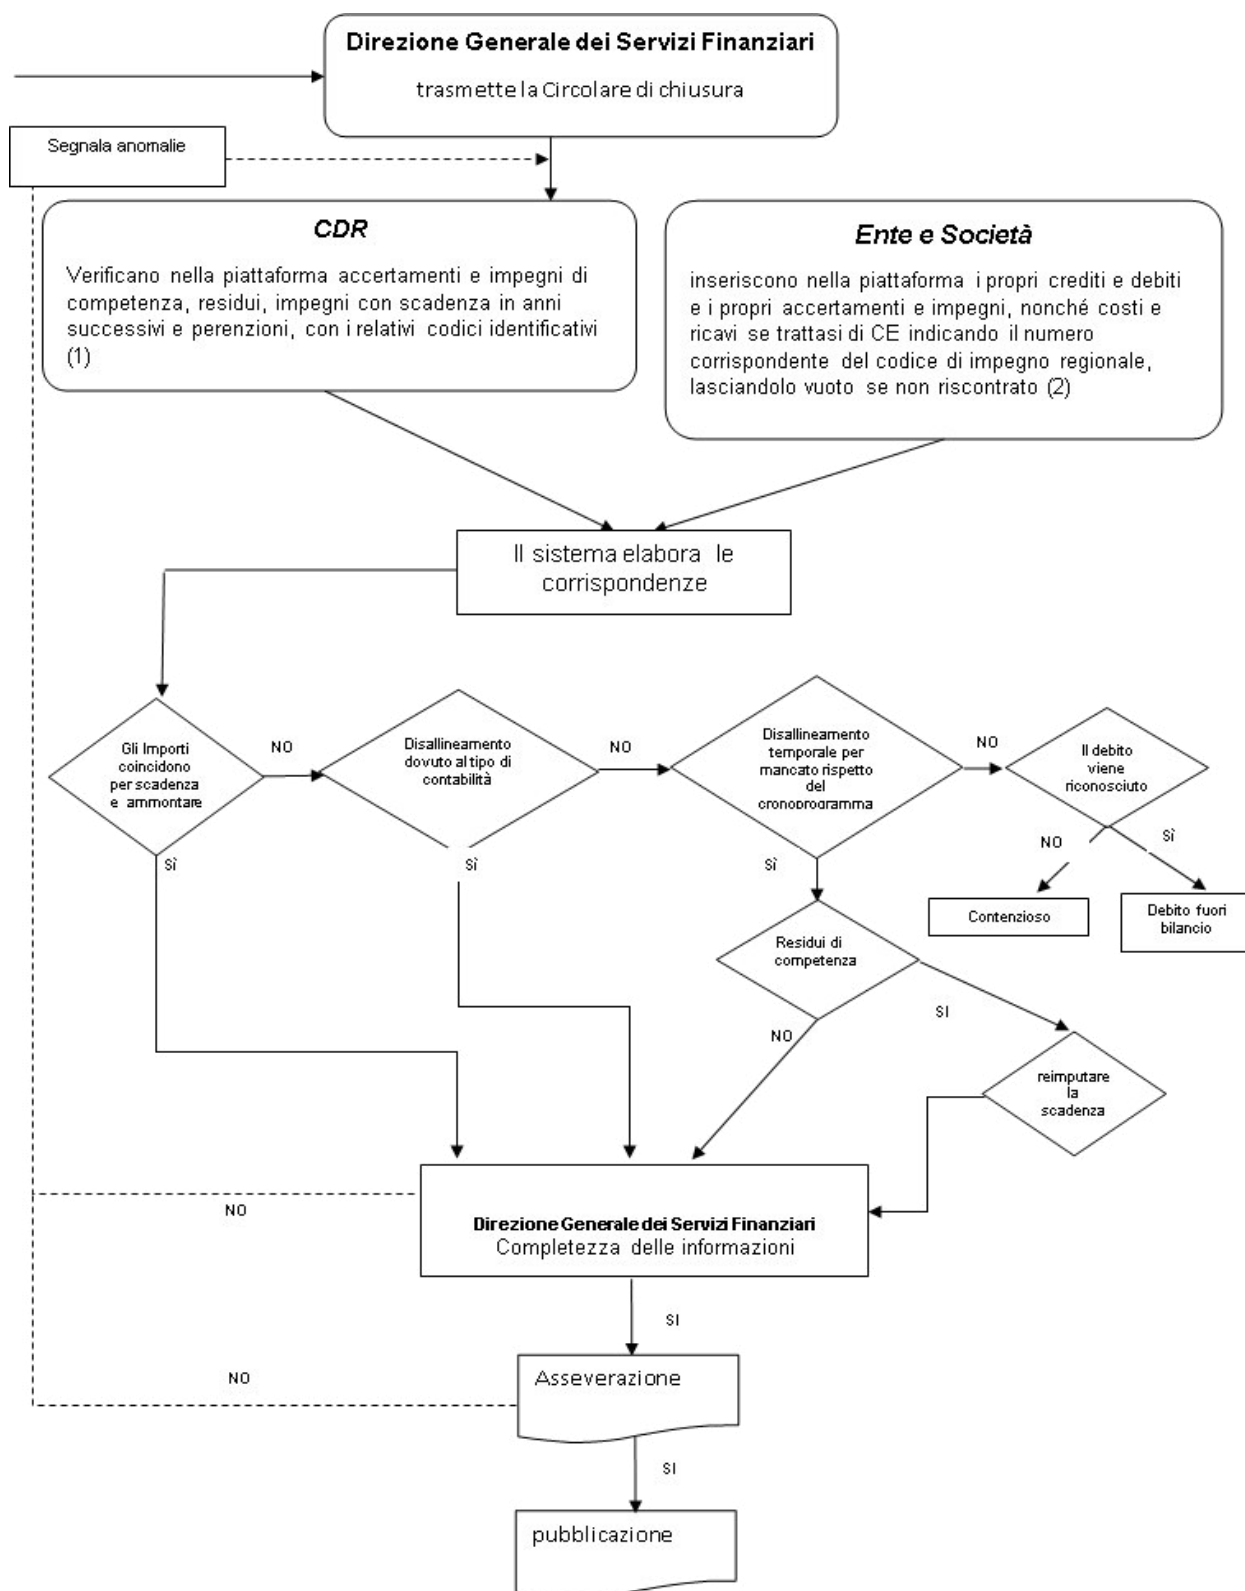 Direzione Generale dei Servizi Finanziari
trasmette la Circolare di chiusura
Segnala anomalie
CDR
Verificano nella piattaforma accertamenti e impegni di
competenza, residui, impegni con scadenza in anni
successivi e perenzioni, con i relativi codici identificativi
(1)
Ente e Società
inseriscono nella piattaforma i propri crediti e debiti
e i propri accertamenti e impegni, nonché costi e
ricavi se trattasi di CE indicando il numero
corrispondente del codice di impegno regionale,
lasciandolo vuoto se non riscontrato (2)
Il sistema elabora le
corrispondenze
Gli Importi
coincidono
per scadenza
e ammontare
NO
Disallineamento
dovuto al tipo di
contabilità
NO
Disallineamento
temporale per
mancato rispetto
del
cronoprogramma
NO
Il debito
viene
riconosciuto
Sì
Sì
Sì
NO
Sì
Contenzioso
Debito fuori
bilancio
Residui di
competenza
NO
SI
reimputare
la
scadenza
Direzione Generale dei Servizi Finanziari
Completezza delle informazioni
NO
SI
Asseverazione
NO
SI
pubblicazione